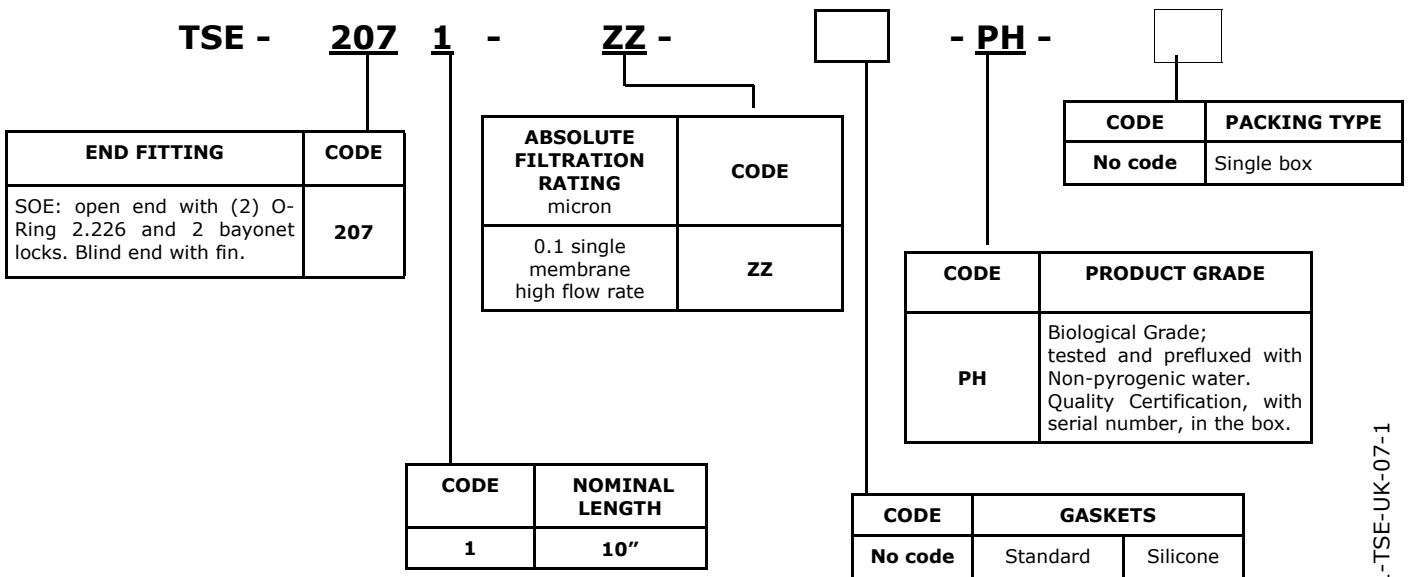 TSE - 207 1 - ZZ - - PH -
END FITTING CODE
SOE: open end with (2) O-
Ring 2.226 and 2 bayonet
locks. Blind end with fin.
207
ABSOLUTE
FILTRATION
RATING
micron
CODE
0.1 single
membrane
high flow rate
ZZ
CODE PACKING TYPE
No code Single box
CODE PRODUCT GRADE
PH
Biological Grade;
tested and prefluxed with
Non-pyrogenic water.
Quality Certification, with
serial number, in the box.
CODE NOMINAL
LENGTH
1 10”
CODE GASKETS
No code Standard Silicone
-TSE-UK-07-1